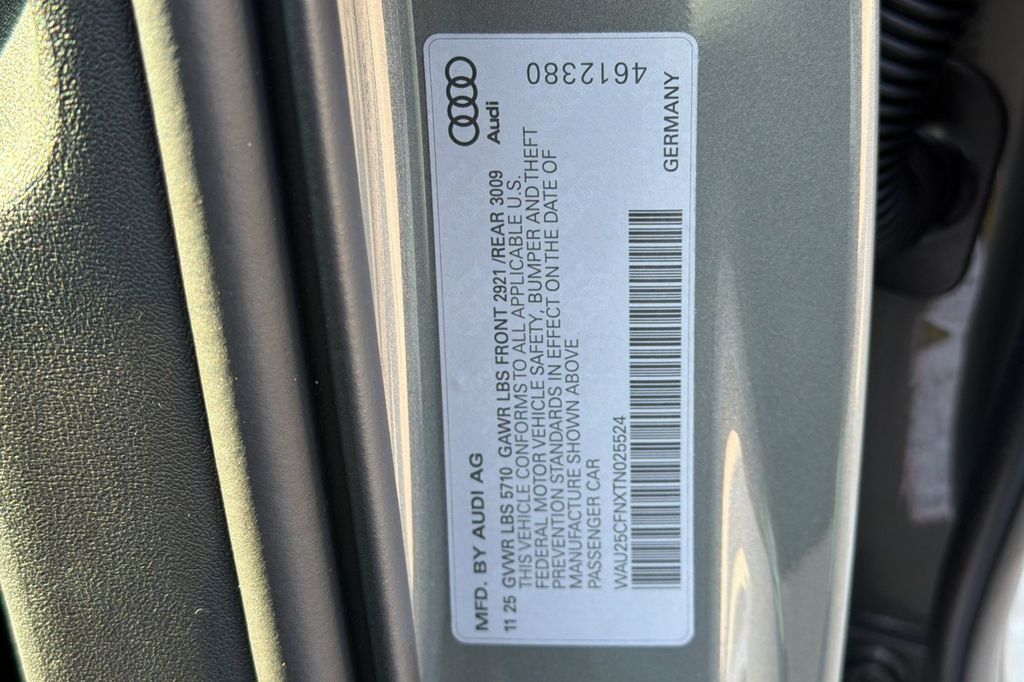 MFD. BY AUDI AG
Audi
11 25 GVWR LBS 5710 GAWR LBS FRONT 2921 /REAR 3009
THIS VEHICLE CONFORMS TO ALL APPLICABLE U.S.
FEDERAL MOTOR VEHICLE SAFETY, BUMPER AND THEFT
PREVENTION STANDARDS IN EFFECT ON THE DATE OF
MANUFACTURE SHOWN ABOVE
PASSENGER CAR
WAU25CFNXTN025524
GERMANY
4612380